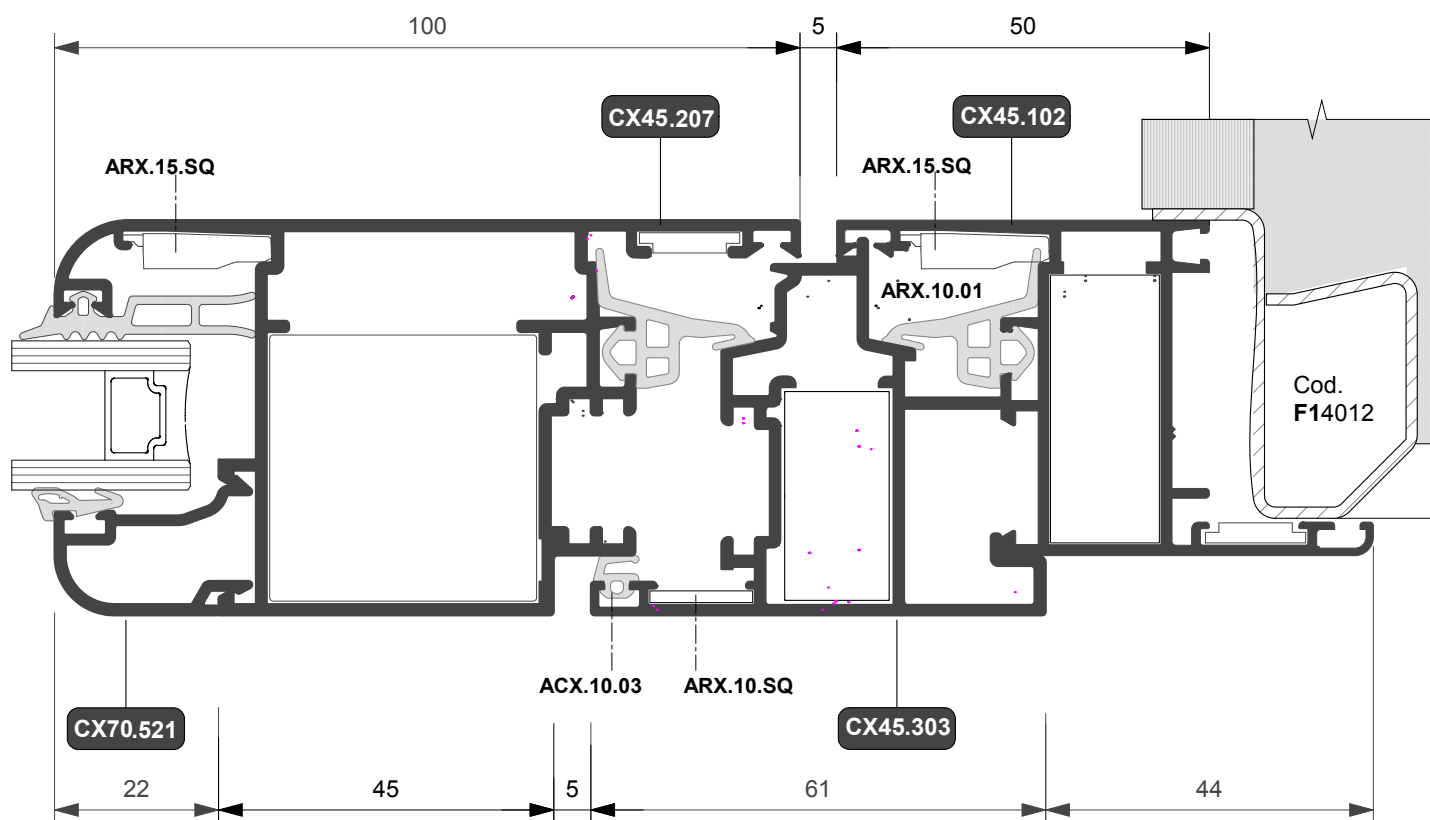 100
5
50
CX45.207
CX45.102
ARX.15.SQ
ARX.15.SQ
ARX.10.01
Cod.
F14012
ACX.10.03
ARX.10.SQ
CX70.521
CX45.303
22
45
5
61
44